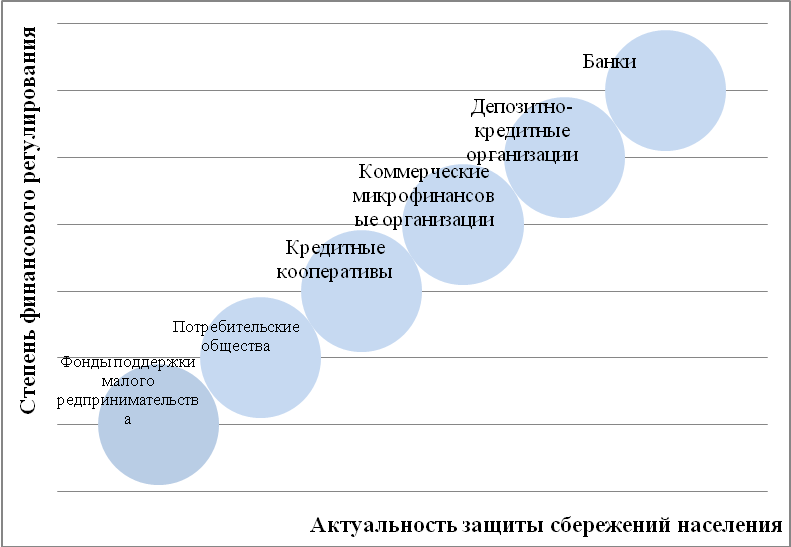 Степень финансового регулирования
Банки
Депозитно-
кредитные
организации
Коммерческие
микрофинансов
ые организации
Кредитные
кооперативы
Потребительские
общества
Фонды поддержки
малого
редпринимательств
а
Актуальность защиты сбережений населения